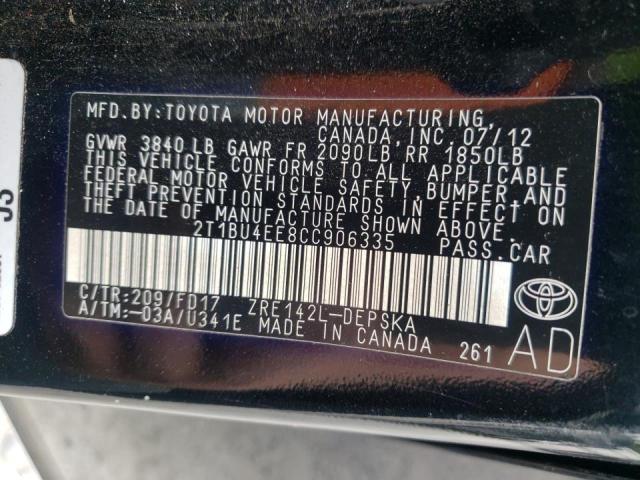 MFD.BY:TOYOTA MOTOR MANUFACTURING,
CANADA, INC. 07/12
GVWR 3840 LB GAWR FR 2090LB RR 1850LB
THIS VEHICLE CONFORMS TO ALL APPLICABLE
FEDERAL MOTOR VEHICLE SAFETY, BUMPER, AND
THEFT PREVENTION STANDARDS IN EFFECT ON
THE DATE OF MANUFACTURE SHOWN ABOVE.
2T1BU4EE8CC906335 PASS.CAR
C/TR:209/FD17 ZRE142L-DEPSKA
A/TM:-03A/U341E MADE IN CANADA 261
AD